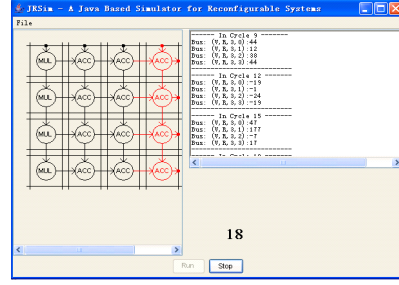 JRSim - A Java Based Simulator for Reconfigurable Systems
File
MUL ACC ACC ACC
MUL ACC ACC ACC
MUL ACC ACC ACC
MUL ACC ACC ACC
------ In Cycle 9 -------
Bus: (V,R,3,0):44
Bus: (V,R,3,1):12
Bus: (V,R,3,2):38
Bus: (V,R,3,3):44
------ In Cycle 12 -------
Bus: (V,R,3,0):-19
Bus: (V,R,3,1):-1
Bus: (V,R,3,2):-24
Bus: (V,R,3,3):-19
------ In Cycle 15 -------
Bus: (V,R,3,0):47
Bus: (V,R,3,1):177
Bus: (V,R,3,2):-7
Bus: (V,R,3,3):17
18
Run Stop